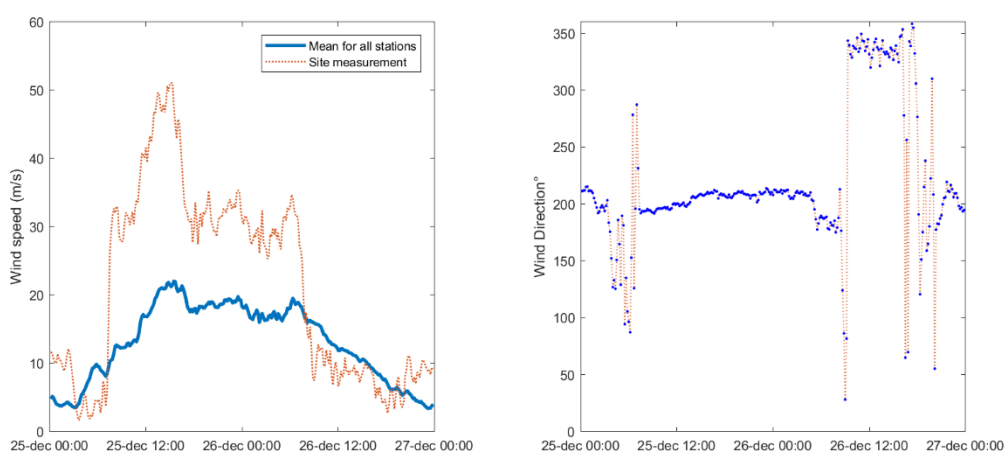 60
50
40
30
20
10
0
Wind speed (m/s)
Mean for all stations
Site measurement
25-dec 00:00 25-dec 12:00 26-dec 00:00 26-dec 12:00 27-dec 00:00
350
300
250
200
150
100
50
0
Wind Direction°
25-dec 00:00 25-dec 12:00 26-dec 00:00 26-dec 12:00 27-dec 00:00